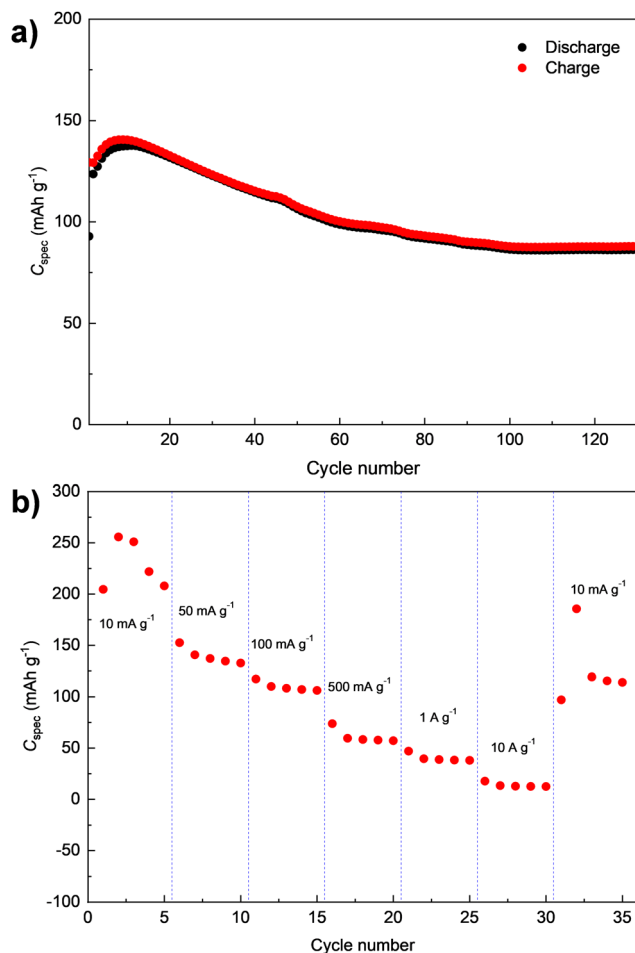 a)
200
150
100
50
0
C_spec (mAh g⁻¹)
Discharge
Charge
20 40 60 80 100 120
Cycle number
b)
300
250
200
150
100
50
0
-50
-100
C_spec (mAh g⁻¹)
10 mA g⁻¹
50 mA g⁻¹
100 mA g⁻¹
500 mA g⁻¹
1 A g⁻¹
10 A g⁻¹
10 mA g⁻¹
0 5 10 15 20 25 30 35
Cycle number